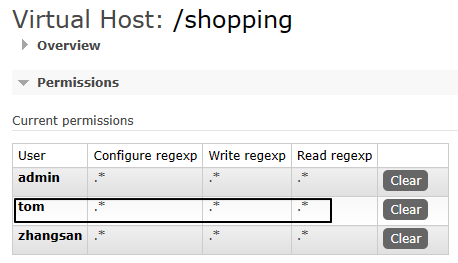 Virtual Host: /shopping
Overview
Permissions
Current permissions
User Configure regexp Write regexp Read regexp
admin .* .* .* Clear
tom .* .* .* Clear
zhangsan .* .* .* Clear